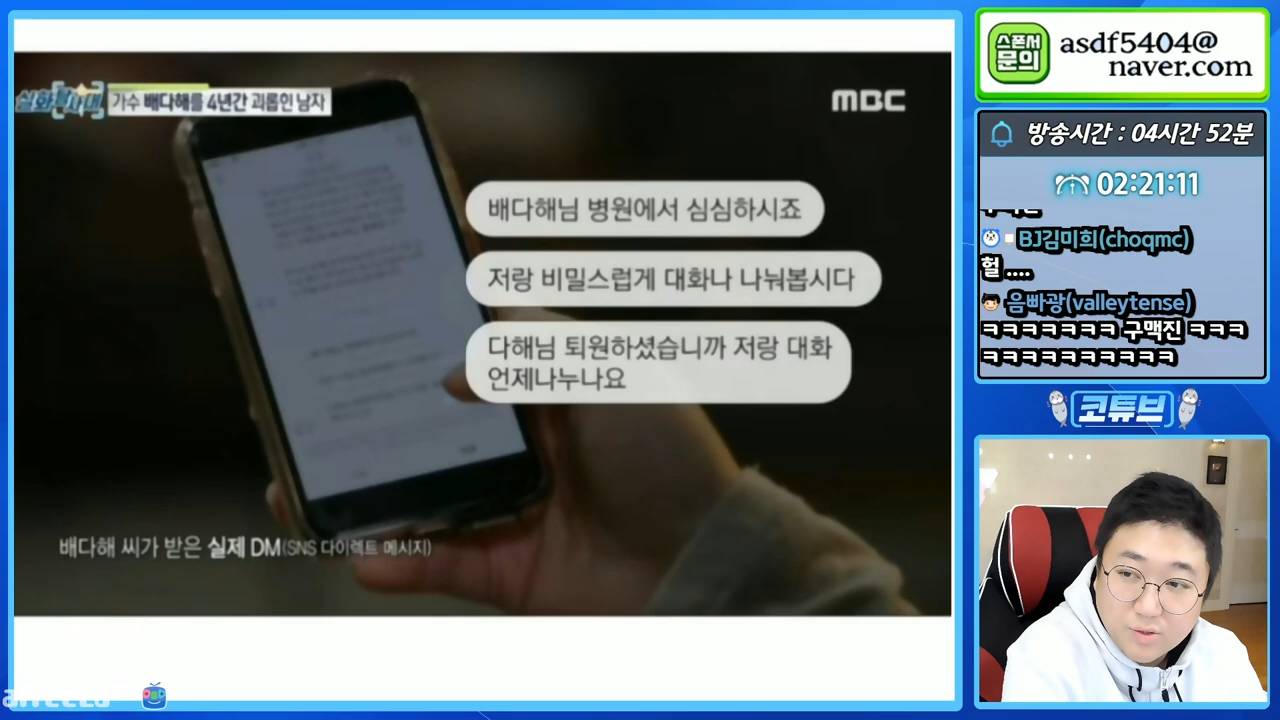 실화탐사대
가수 배다해를 4년간 괴롭인 남자
MBC
배다해님 병원에서 심심하시죠
저랑 비밀스럽게 대화나 나눠봅시다
다해님 퇴원하셨습니까 저랑 대화
언제나누나요
배다해 씨가 받은 실제 DM(SNS 다이렉트 메시지)
스폰서
문의
asdf5404@
naver.com
방송시간 : 04시간 52분
02:21:11
BJ김미희(choqmc)
헐 ....
음빠광(valleytense)
ㅋㅋㅋㅋㅋㅋㅋ 구맥진 ㅋㅋㅋ
ㅋㅋㅋㅋㅋㅋㅋㅋㅋㅋ
코튜브